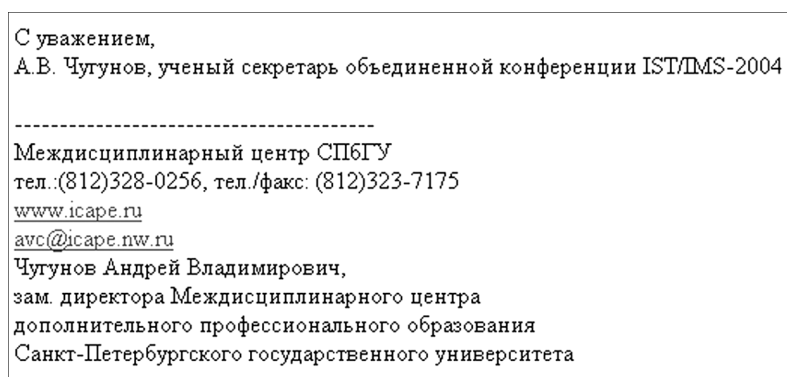 С уважением,
А.В. Чугунов, ученый секретарь объединенной конференции IST/IMS-2004
----------------------------------------
Междисциплинарный центр СПбГУ
тел.:(812)328-0256, тел./факс: (812)323-7175
www.icape.ru
avc@icape.nw.ru
Чугунов Андрей Владимирович,
зам. директора Междисциплинарного центра
дополнительного профессионального образования
Санкт-Петербургского государственного университета